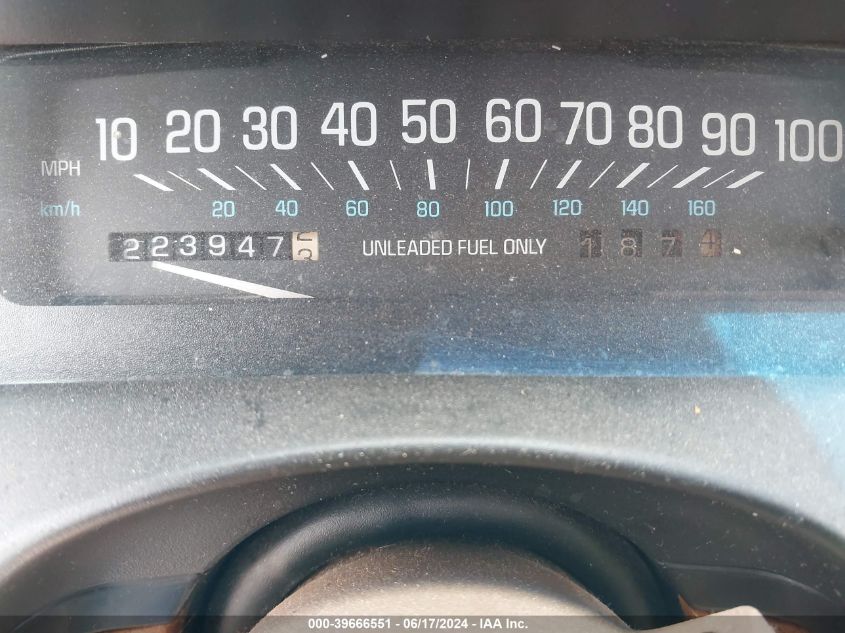 10 20 30 40 50 60 70 80 90 100
MPH
km/h 20 40 60 80 100 120 140 160
223947 UNLEADED FUEL ONLY 1874
000-39666551 - 06/17/2024 - IAA Inc.